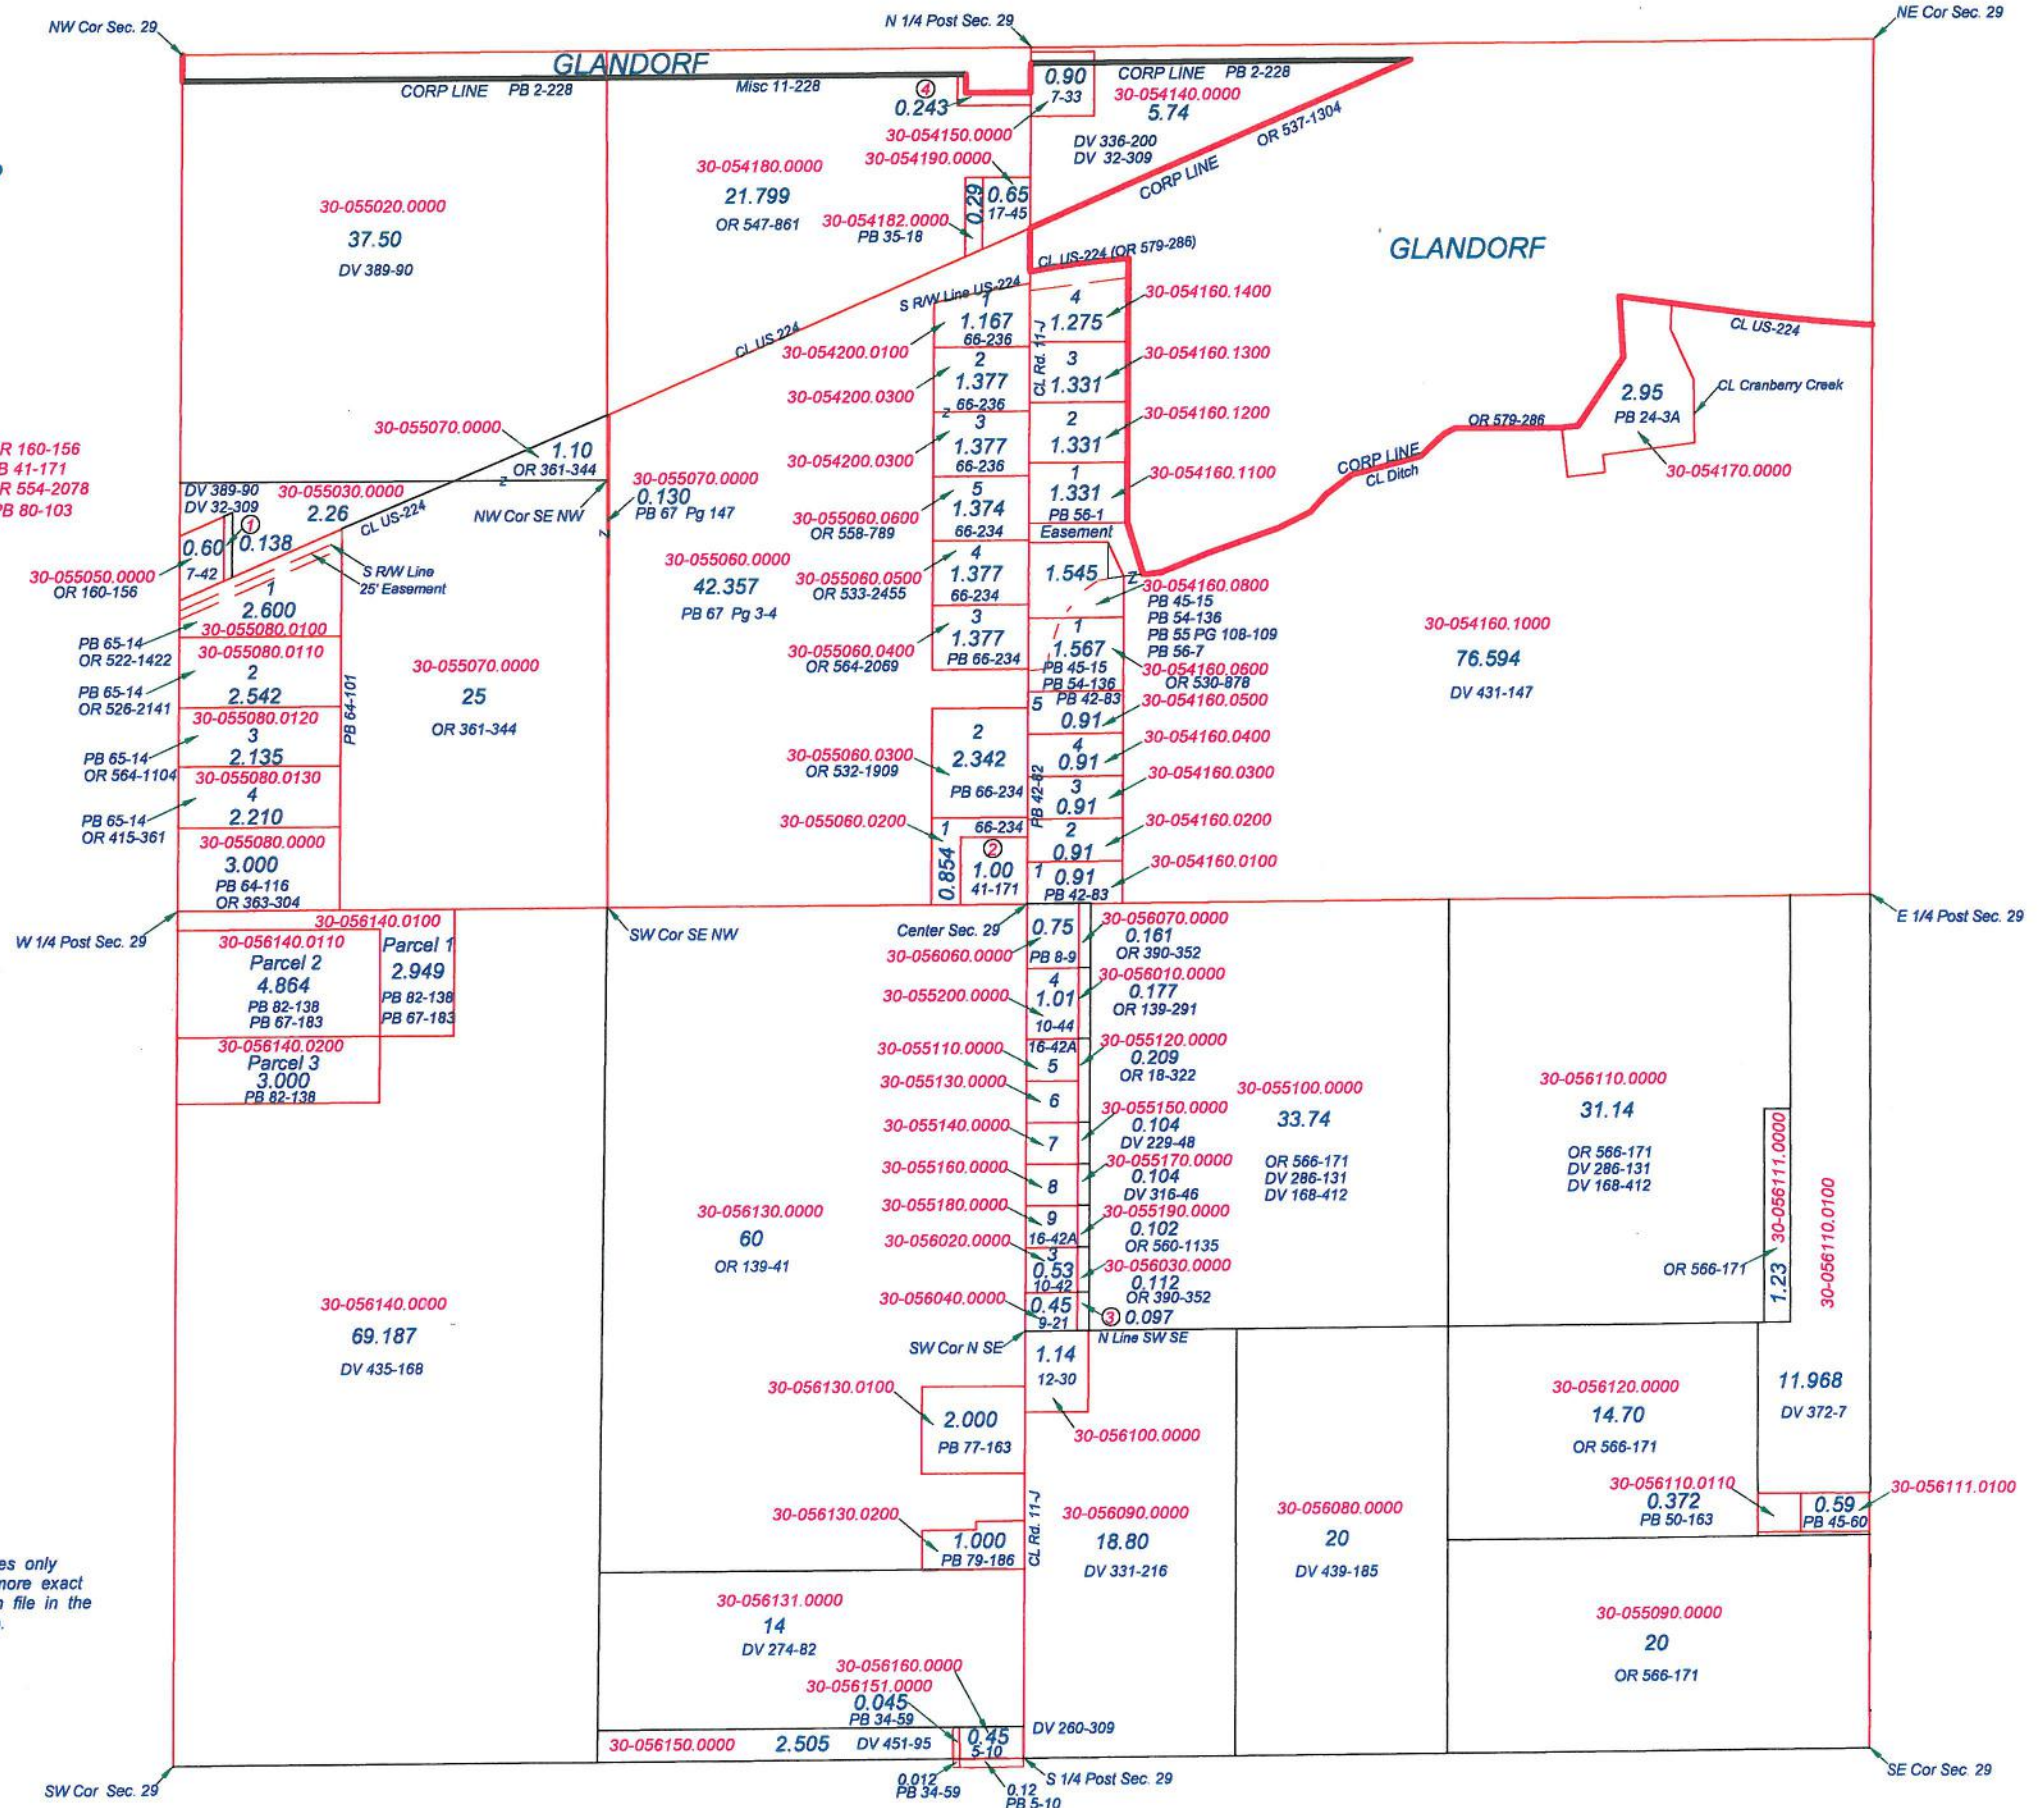 NW Cor Sec. 29
N 1/4 Post Sec. 29
NE Cor Sec. 29
GLANDORF
CORP LINE PB 2-228
Misc 11-228
④
0.243
0.90
7-33
CORP LINE PB 2-228
30-054140.0000
5.74
DV 336-200
DV 32-309
OR 537-1304
CORP LINE
30-054150.0000
30-054190.0000
30-054180.0000
21.799
OR 547-861
0.29
0.65
17-45
30-054182.0000
PB 35-18
30-055020.0000
37.50
DV 389-90
GLANDORF
CL US-224 (OR 579-286)
S R/W Line US-224
CL US 224
CL US-224
1
1.167
66-236
30-054200.0100
2
1.377
66-236
30-054200.0300
z
3
1.377
66-236
30-054200.0300
5
1.374
66-234
30-055060.0600
OR 558-789
4
1.377
66-234
30-055060.0500
OR 533-2455
3
1.377
PB 66-234
30-055060.0400
OR 564-2069
CL Rd. 11-J
4
1.275
30-054160.1400
3
1.331
30-054160.1300
2
1.331
30-054160.1200
1
1.331
PB 56-1
30-054160.1100
Easement
1.545
Z
30-054160.0800
PB 45-15
PB 54-136
PB 55 PG 108-109
PB 56-7
1
1.567
PB 45-15
PB 54-136
30-054160.0600
OR 530-878
PB 42-83
5
0.91
30-054160.0500
4
0.91
30-054160.0400
3
0.91
30-054160.0300
2
0.91
30-054160.0200
1
0.91
PB 42-83
30-054160.0100
PB 42-82
2.95
PB 24-3A
CL Cranberry Creek
30-054170.0000
OR 579-286
CORP LINE
CL Ditch
30-054160.1000
76.594
DV 431-147
R 160-156
B 41-171
R 554-2078
PB 80-103
30-055070.0000
1.10
OR 361-344
z
DV 389-90
DV 32-309
30-055030.0000
2.26
CL US-224
NW Cor SE NW
30-055070.0000
0.130
PB 67 Pg 147
z
①
0.60
0.138
7-42
30-055050.0000
OR 160-156
S R/W Line
25' Easement
1
2.600
30-055080.0100
PB 65-14
OR 522-1422
30-055080.0110
2
2.542
PB 65-14
OR 526-2141
30-055080.0120
3
2.135
PB 65-14
OR 564-1104
30-055080.0130
4
2.210
PB 65-14
OR 415-361
30-055080.0000
3.000
PB 64-116
OR 363-304
PB 64-101
30-055070.0000
25
OR 361-344
30-055060.0000
42.357
PB 67 Pg 3-4
2
2.342
PB 66-234
30-055060.0300
OR 532-1909
30-055060.0200
1
66-234
0.854
②
1.00
41-171
W 1/4 Post Sec. 29
SW Cor SE NW
Center Sec. 29
E 1/4 Post Sec. 29
30-056140.0100
30-056140.0110
Parcel 2
4.864
PB 82-138
PB 67-183
Parcel 1
2.949
PB 82-138
PB 67-183
30-056140.0200
Parcel 3
3.000
PB 82-138
0.75
PB 8-9
30-056060.0000
30-056070.0000
0.161
OR 390-352
4
1.01
10-44
30-055200.0000
30-056010.0000
0.177
OR 139-291
16-42A
5
30-055110.0000
30-055120.0000
0.209
OR 18-322
6
30-055130.0000
7
30-055140.0000
30-055150.0000
0.104
DV 229-48
8
30-055160.0000
30-055170.0000
0.104
DV 316-46
9
16-42A
30-055180.0000
30-055190.0000
0.102
OR 560-1135
3
0.53
10-42
30-056020.0000
30-056030.0000
0.112
OR 390-352
0.45
9-21
30-056040.0000
③ 0.097
N Line SW SE
SW Cor N SE
30-055100.0000
33.74
OR 566-171
DV 286-131
DV 168-412
30-056110.0000
31.14
OR 566-171
DV 286-131
DV 168-412
30-056111.0000
1.23
OR 566-171
30-056110.0100
30-056130.0000
60
OR 139-41
30-056140.0000
69.187
DV 435-168
1.14
12-30
30-056100.0000
30-056130.0100
2.000
PB 77-163
30-056130.0200
1.000
PB 79-186
CL Rd. 11-J
30-056090.0000
18.80
DV 331-216
30-056080.0000
20
DV 439-185
30-056120.0000
14.70
OR 566-171
11.968
DV 372-7
30-056110.0110
0.372
PB 50-163
0.59
PB 45-60
30-056111.0100
es only
more exact
n file in the
.
30-056131.0000
14
DV 274-82
30-055090.0000
20
OR 566-171
30-056160.0000
30-056151.0000
0.045
PB 34-59
30-056150.0000
2.505
DV 451-95
0.45
5-10
DV 260-309
0.012
PB 34-59
0.12
PB 5-10
S 1/4 Post Sec. 29
SW Cor Sec. 29
SE Cor Sec. 29